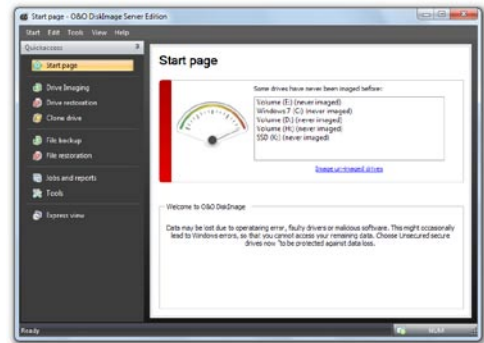 Start page - O&O DiskImage Server Edition
Start Edit Tools View Help
Quickaccess
Start page
Drive Imaging
Drive restoration
Clone drive
File backup
File restoration
Jobs and reports
Tools
Express view
Start page
Some drives have never been imaged before:
Volume (E:) (never imaged)
Windows 7 (C:) (never imaged)
Volume (D:) (never imaged)
Volume (H:) (never imaged)
SSD (K:) (never imaged)
Image un-imaged drives
Welcome to O&O DiskImage
Data may be lost due to operataing error, faulty drivers or malicious software. This might occasionally
lead to Windows errors, so that you cannot access your remaining data. Choose Unsecured secure
drives now "to be protected against data loss.
Ready
NUM